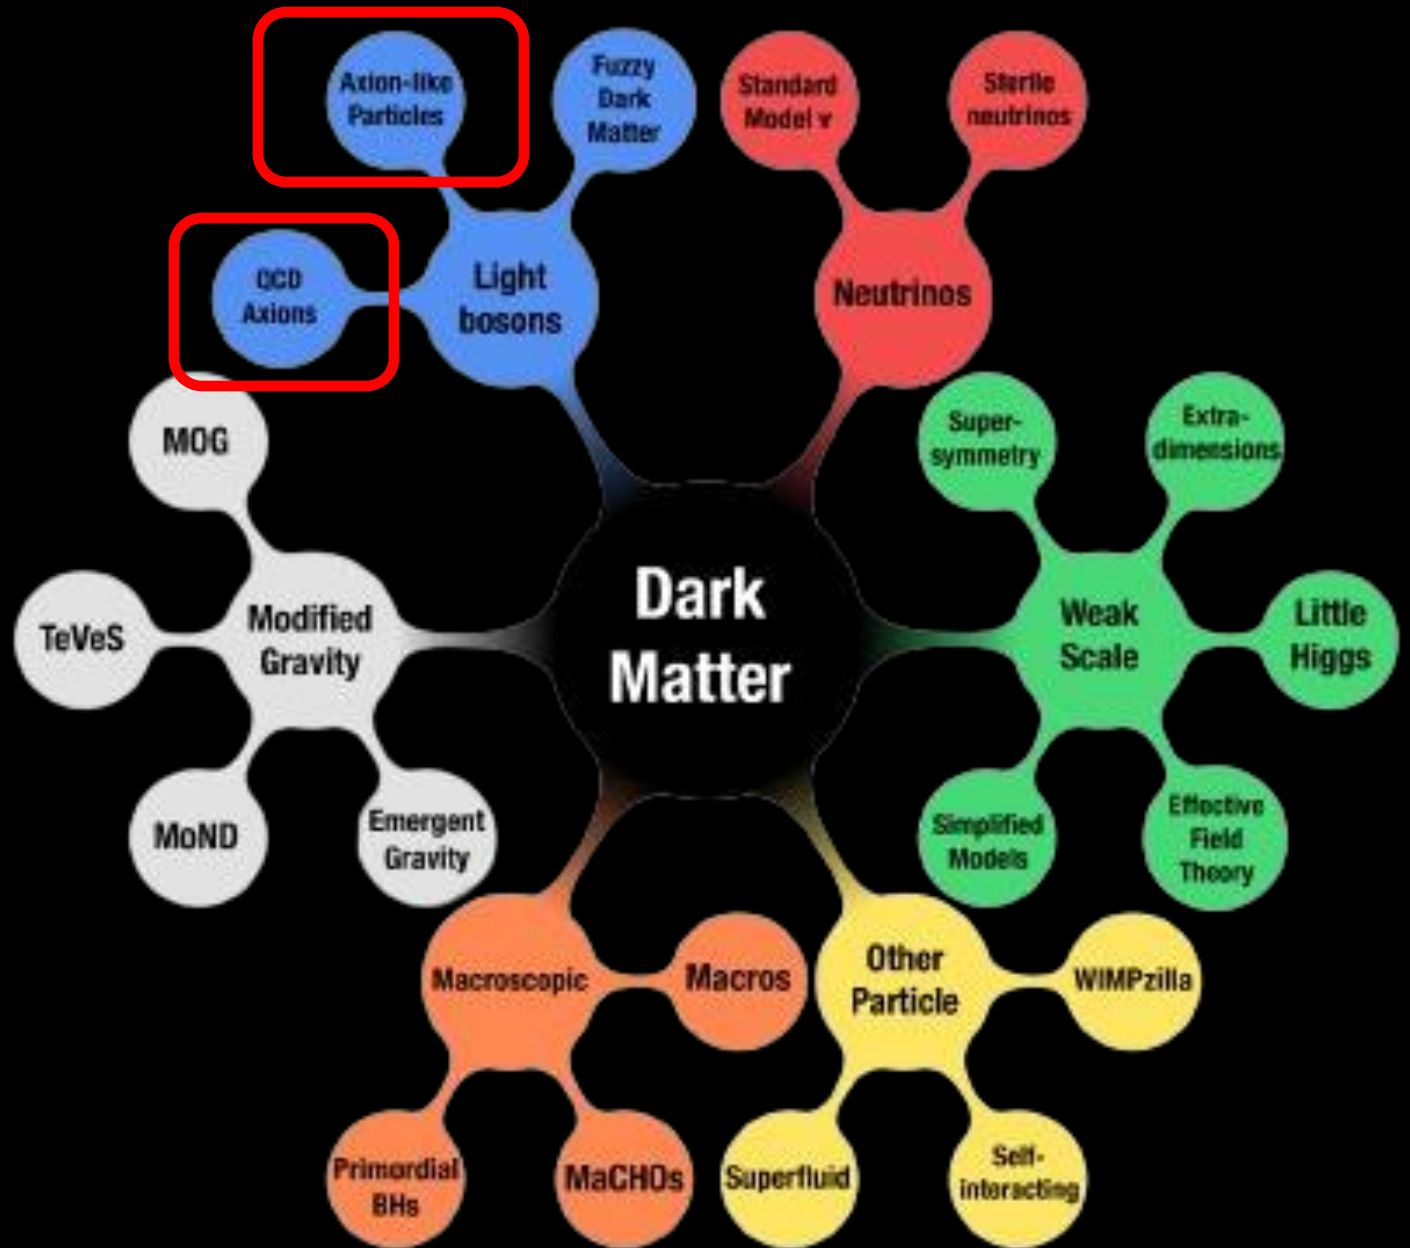 Axion-like
Particles
Fuzzy
Dark
Matter
Standard
Model ν
Sterile
neutrinos
QCD
Axions
Light
bosons
Neutrinos
MOG
Super-
symmetry
Extra-
dimensions
TeVeS
Modified
Gravity
Dark
Matter
Weak
Scale
Little
Higgs
MoND
Emergent
Gravity
Simplified
Models
Effective
Field
Theory
Macroscopic
Macros
Other
Particle
WIMPzilla
Primordial
BHs
MaCHOs
Superfluid
Self-
interacting